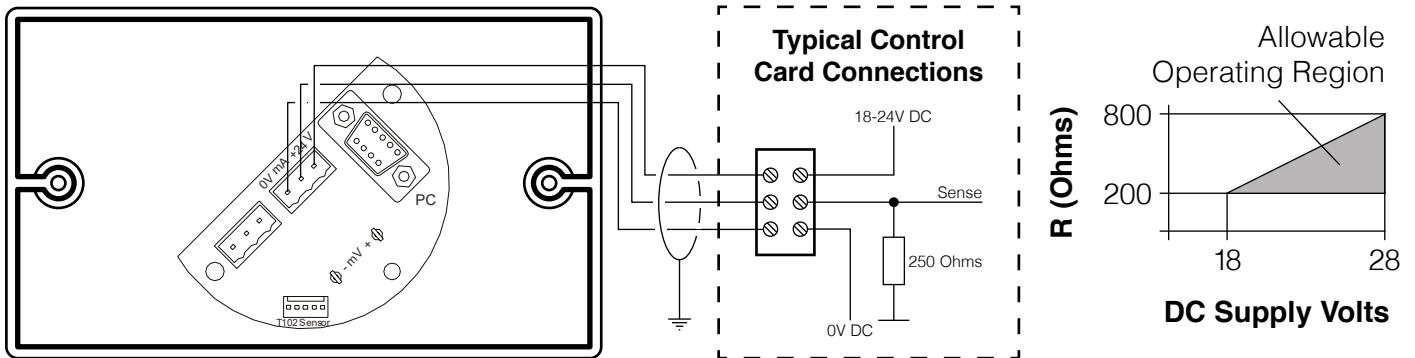 0V mA +24 V
PC
- mV +
T102 Sensor
Typical Control
Card Connections
18-24V DC
Sense
250 Ohms
0V DC
Allowable
Operating Region
R (Ohms)
800
200
18
28
DC Supply Volts